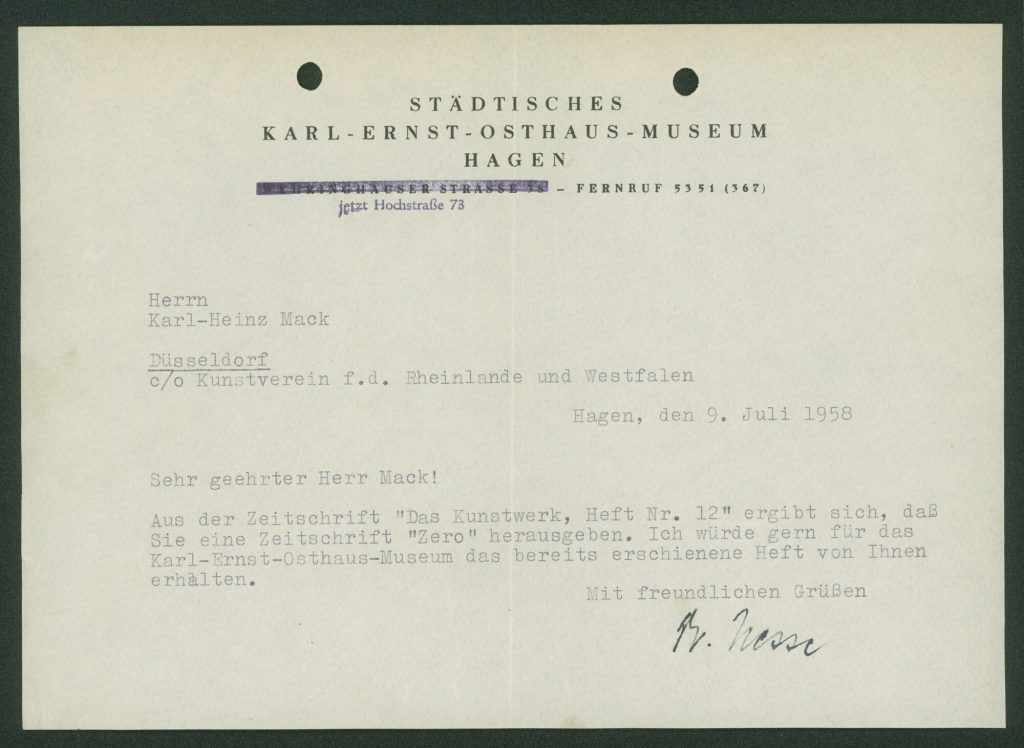 STÄDTISCHES
KARL-ERNST-OSTHAUS-MUSEUM
HAGEN
STRASSE – FERNRUF 5351 (367)
jetzt Hochstraße 73
Herrn
Karl-Heinz Mack
Düsseldorf
c/o Kunstverein f.d. Rheinlande und Westfalen
Hagen, den 9. Juli 1958
Sehr geehrter Herr Mack!
Aus der Zeitschrift "Das Kunstwerk, Heft Nr. 12" ergibt sich, daß
Sie eine Zeitschrift "Zero" herausgeben. Ich würde gern für das
Karl-Ernst-Osthaus-Museum das bereits erschienene Heft von Ihnen
erhalten.
Mit freundlichen Grüßen